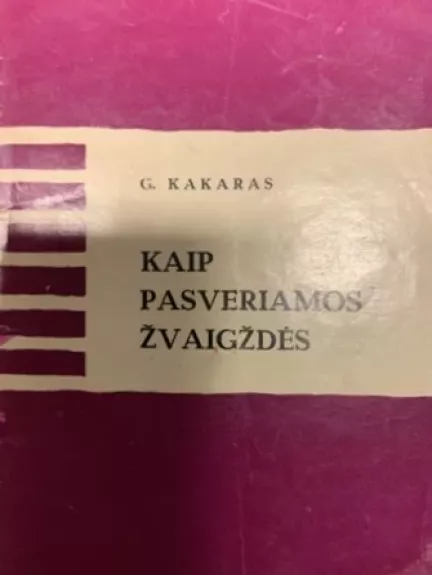 G. KAKARAS
KAIP
PASVERIAMOS
ŽVAIGŽDĖS